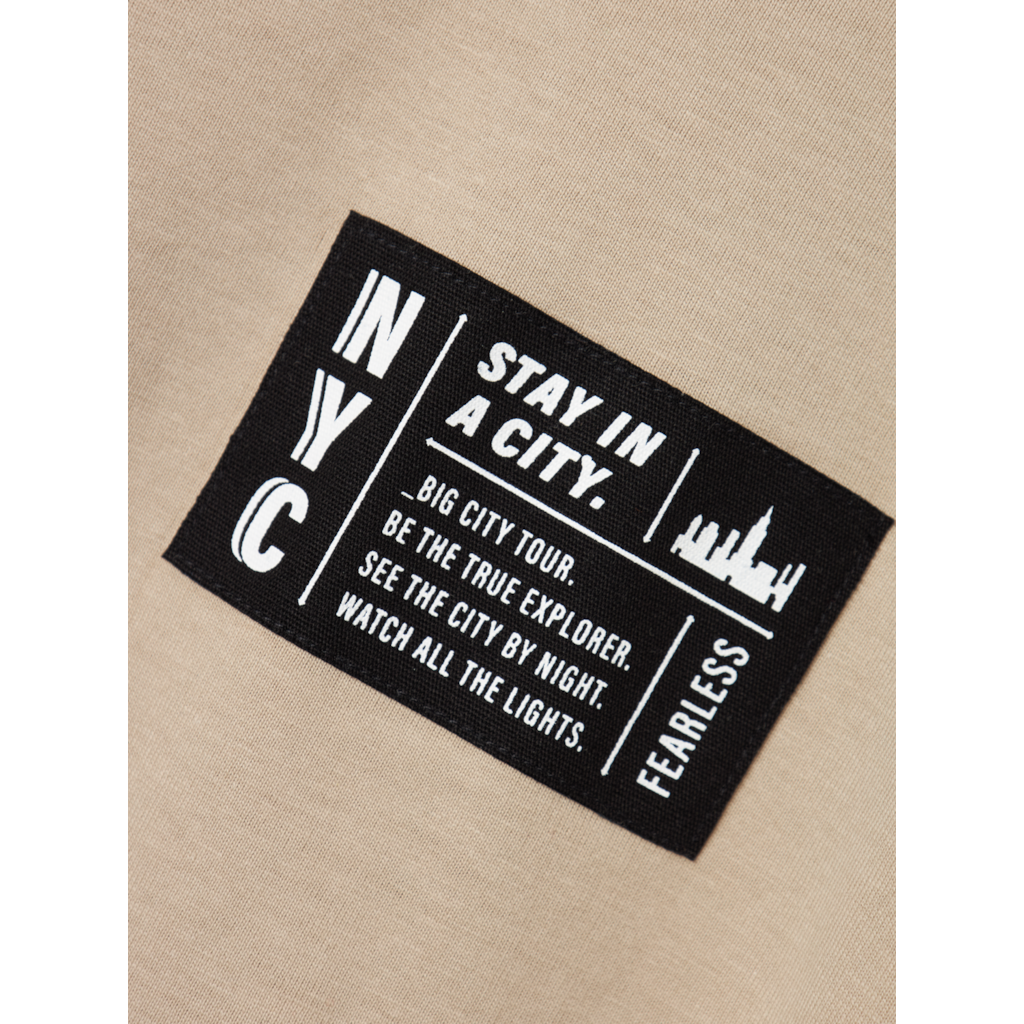 NYC
STAY IN
A CITY.
_BIG CITY TOUR.
BE THE TRUE EXPLORER.
SEE THE CITY BY NIGHT.
WATCH ALL THE LIGHTS.
FEARLESS